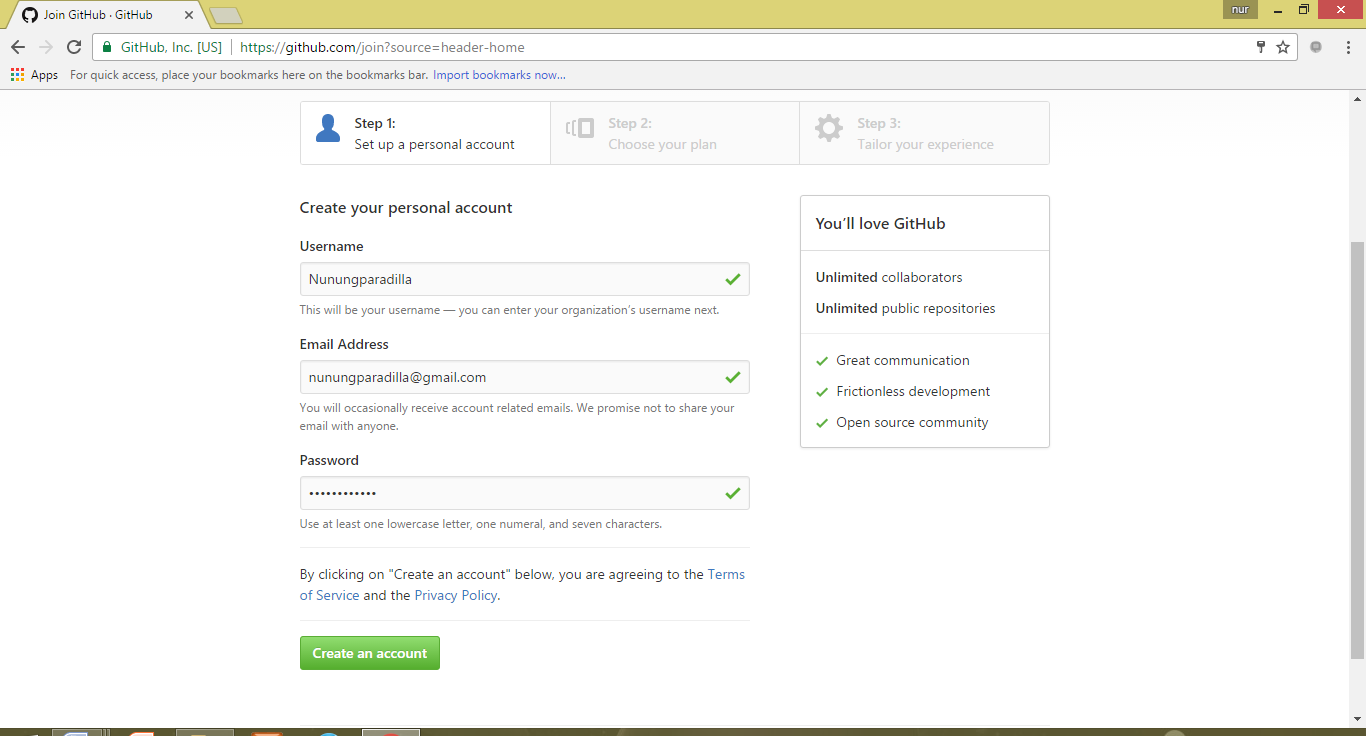 Join GitHub · GitHub
nur
GitHub, Inc. [US] https://github.com/join?source=header-home
Apps For quick access, place your bookmarks here on the bookmarks bar. Import bookmarks now...
Step 1:
Set up a personal account
Step 2:
Choose your plan
Step 3:
Tailor your experience
Create your personal account
Username
Nunungparadilla
This will be your username — you can enter your organization's username next.
Email Address
nunungparadilla@gmail.com
You will occasionally receive account related emails. We promise not to share your
email with anyone.
Password
••••••••••••
Use at least one lowercase letter, one numeral, and seven characters.
By clicking on "Create an account" below, you are agreeing to the Terms
of Service and the Privacy Policy.
Create an account
You'll love GitHub
Unlimited collaborators
Unlimited public repositories
Great communication
Frictionless development
Open source community